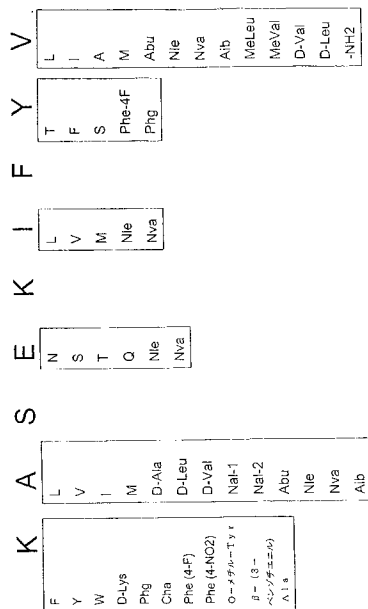 K
F
Y
W
D-Lys
Phg
Cha
Phe (4-F)
Phe (4-NO2)
O-メチル-Tyr
β-(3-
ベンゾチエニル)
Ala
A
L
V
I
M
D-Ala
D-Leu
D-Val
Nal-1
Nal-2
Abu
Nle
Nva
Aib
S
E
N
S
T
Q
Nle
Nva
K
I
L
V
M
Nle
Nva
F
Y
T
F
S
Phe-4F
Phg
V
L
I
A
M
Abu
Nle
Nva
Aib
MeLeu
MeVal
D-Val
D-Leu
-NH2